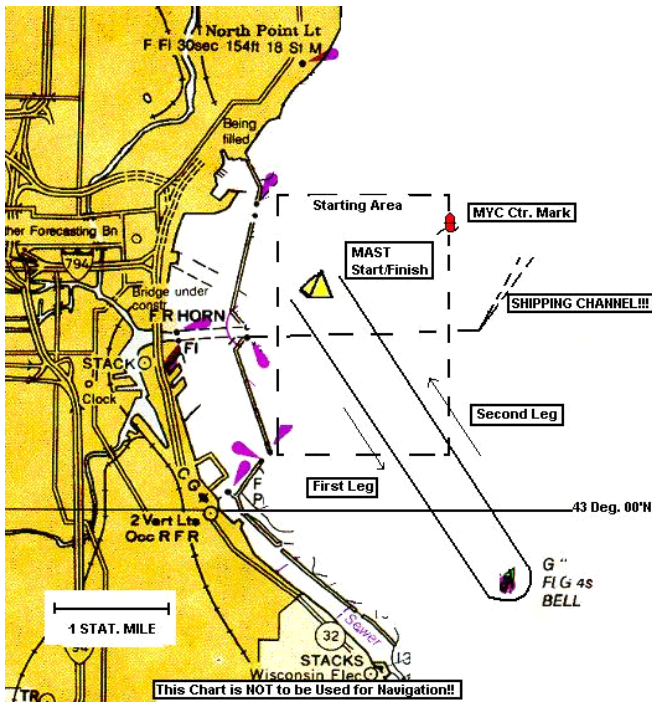 North Point Lt
F Fl 30sec 154ft 18 St M
Being
filled
Starting Area
MYC Ctr. Mark
ther Forecasting Bn
MAST
Start/Finish
794
Bridge under
constr
F R HORN
SHIPPING CHANNEL!!!
Fl
STACK
Clock
Second Leg
First Leg
F
43 Deg. 00'N
2 Vert Lts
Occ R F R
G "
Fl G 4s
BELL
1 STAT. MILE
Sewer
32
STACKS
13
Wisconsin Elec
TR
This Chart is NOT to be Used for Navigation!!